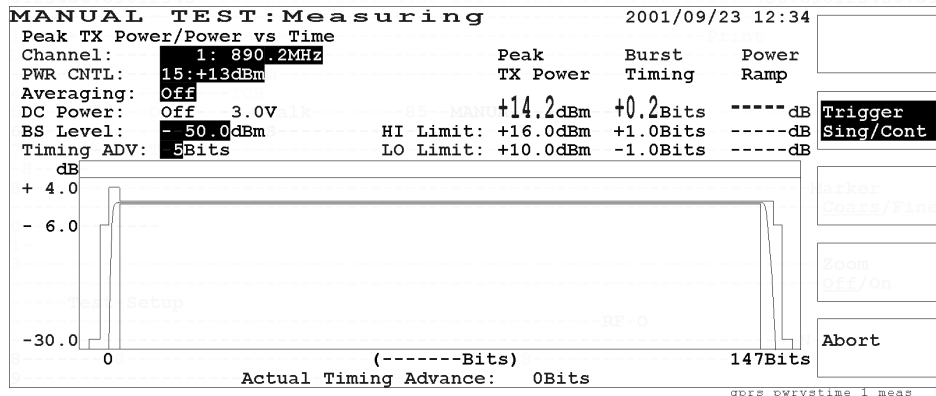 MANUAL TEST:Measuring 2001/09/23 12:34
Peak TX Power/Power vs Time
Channel: 1: 890.2MHz Peak Burst Power
PWR CNTL: 15:+13dBm TX Power Timing Ramp
Averaging: Off
DC Power: Off 3.0V +14.2dBm +0.2Bits -----dB
BS Level: - 50.0dBm HI Limit: +16.0dBm +1.0Bits -----dB
Timing ADV: 5Bits LO Limit: +10.0dBm -1.0Bits -----dB
Trigger
Sing/Cont
dB
+ 4.0
- 6.0
-30.0
Marker
Coars/Fine
Zoom
Off/On
Test Setup
Abort
0 (-------Bits) 147Bits
Actual Timing Advance: 0Bits
gprs pwrvstime 1 meas